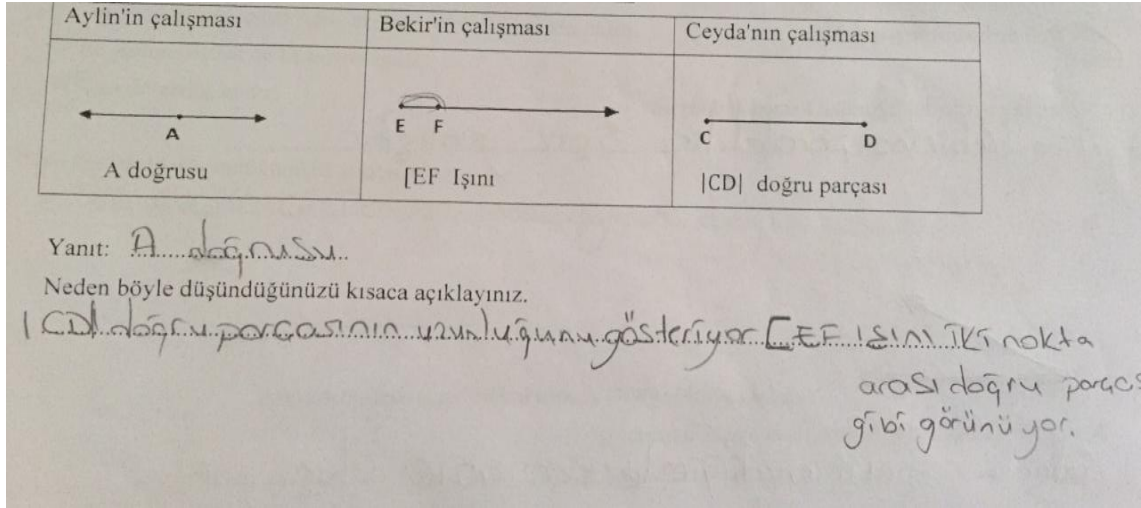 Aylin'in çalışması
Bekir'in çalışması
Ceyda'nın çalışması
A
E F
C D
A doğrusu
[EF Işını
|CD| doğru parçası
Yanıt: A doğrusu
Neden böyle düşündüğünüzü kısaca açıklayınız.
|CD| doğru parçasının uzunluğunu gösteriyor [EF ışını iki nokta
arası doğru parças
gibi görünüyor.